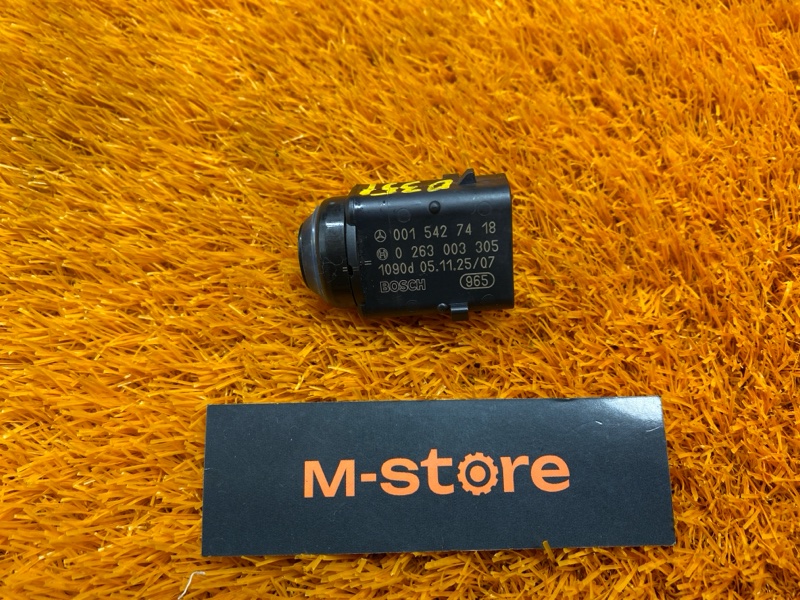 001 542 74 18
0 263 003 305
1090d 05.11.25/07
BOSCH 965
M-store